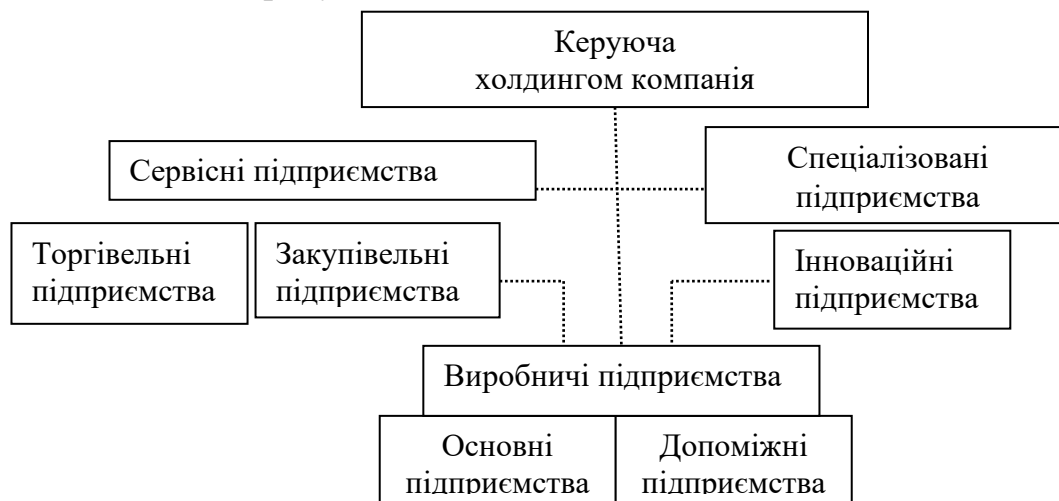 Керуюча
холдингом компанія
Сервісні підприємства
Спеціалізовані
підприємства
Торгівельні
підприємства
Закупівельні
підприємства
Інноваційні
підприємства
Виробничі підприємства
Основні
підприємства
Допоміжні
підприємства